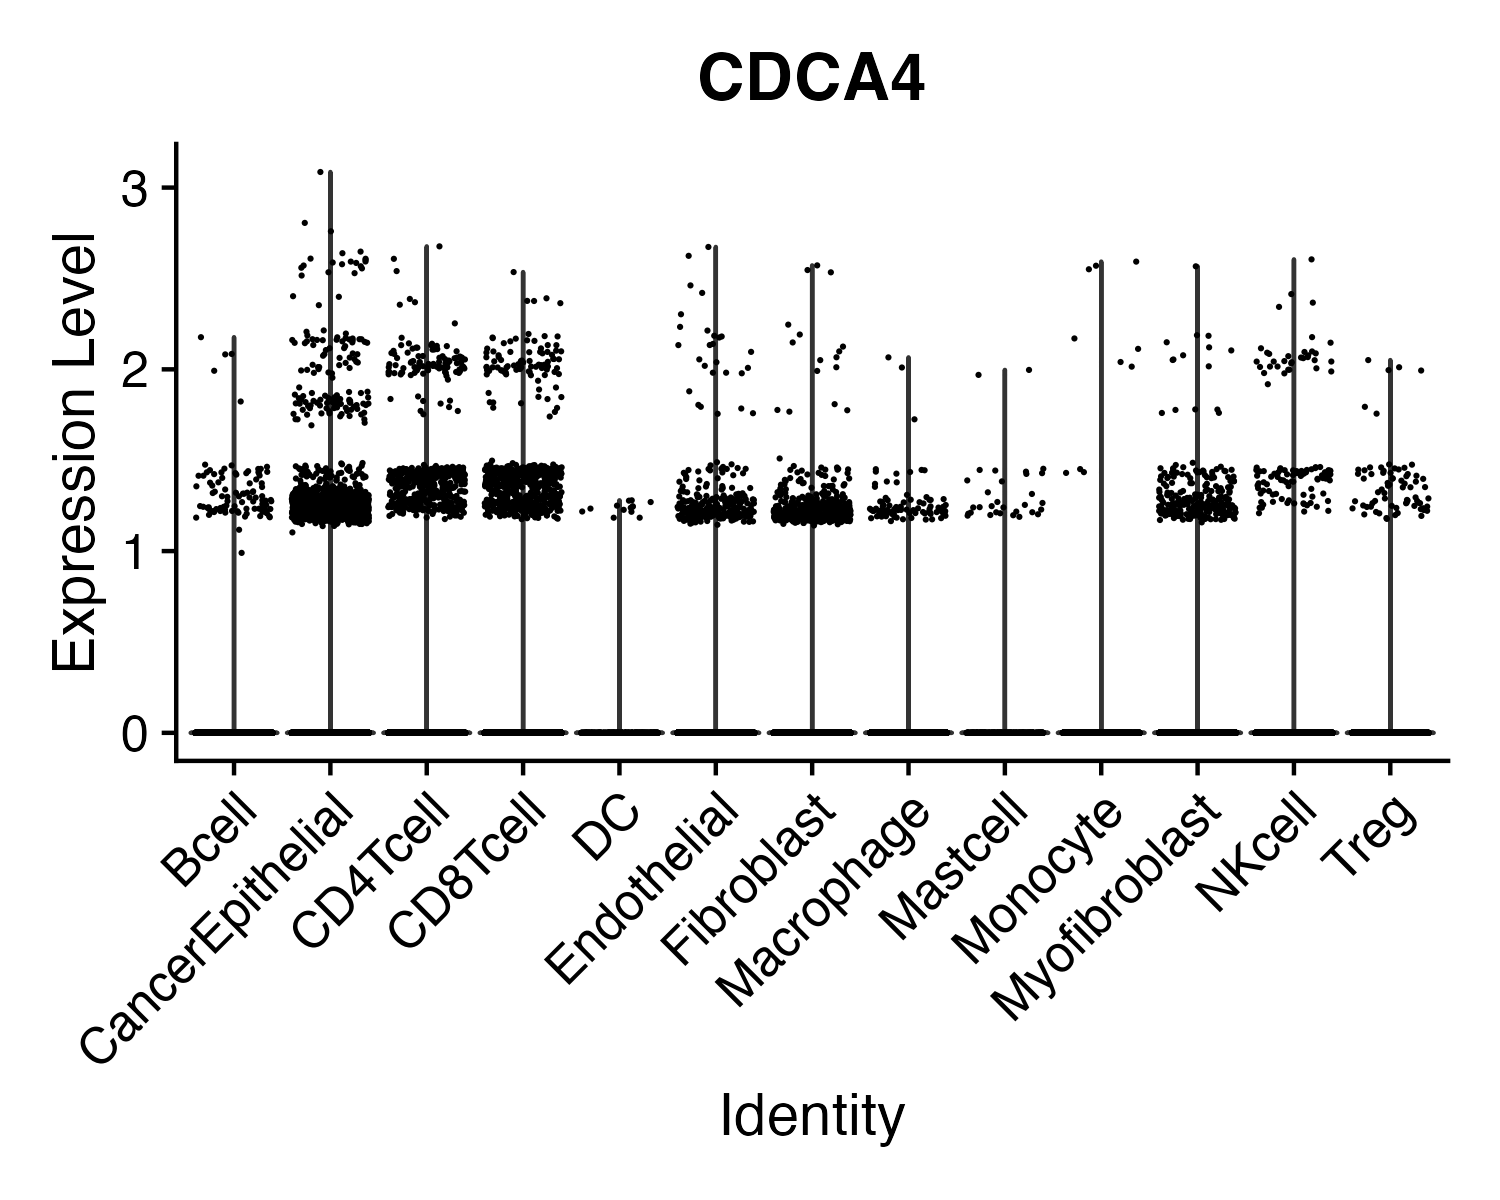 CDCA4
Expression Level
3
2
1
0
Bcell
CancerEpithelial
CD4Tcell
CD8Tcell
DC
Endothelial
Fibroblast
Macrophage
Mastcell
Monocyte
Myofibroblast
NKcell
Treg
Identity